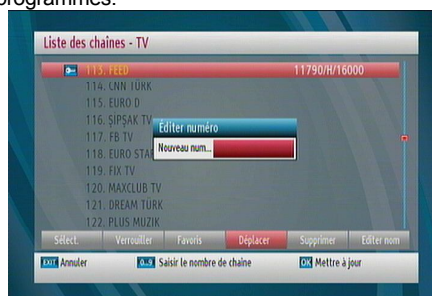 programmes.
Liste des chaînes - TV
113. FEED 11790/H/16000
114. CNN TÜRK
115. EURO D
116. ŞIPŞAK TV
117. FB TV
118. EURO STAR
119. FIX TV
120. MAXCLUB TV
121. DREAM TÜRK
122. PLUS MUZIK
Éditer numéro
Nouveau num...
Sélect. Verrouiller Favoris Déplacer Supprimer Editer nom
EXIT Annuler 0...9 Saisir le nombre de chaîne OK Mettre à jour